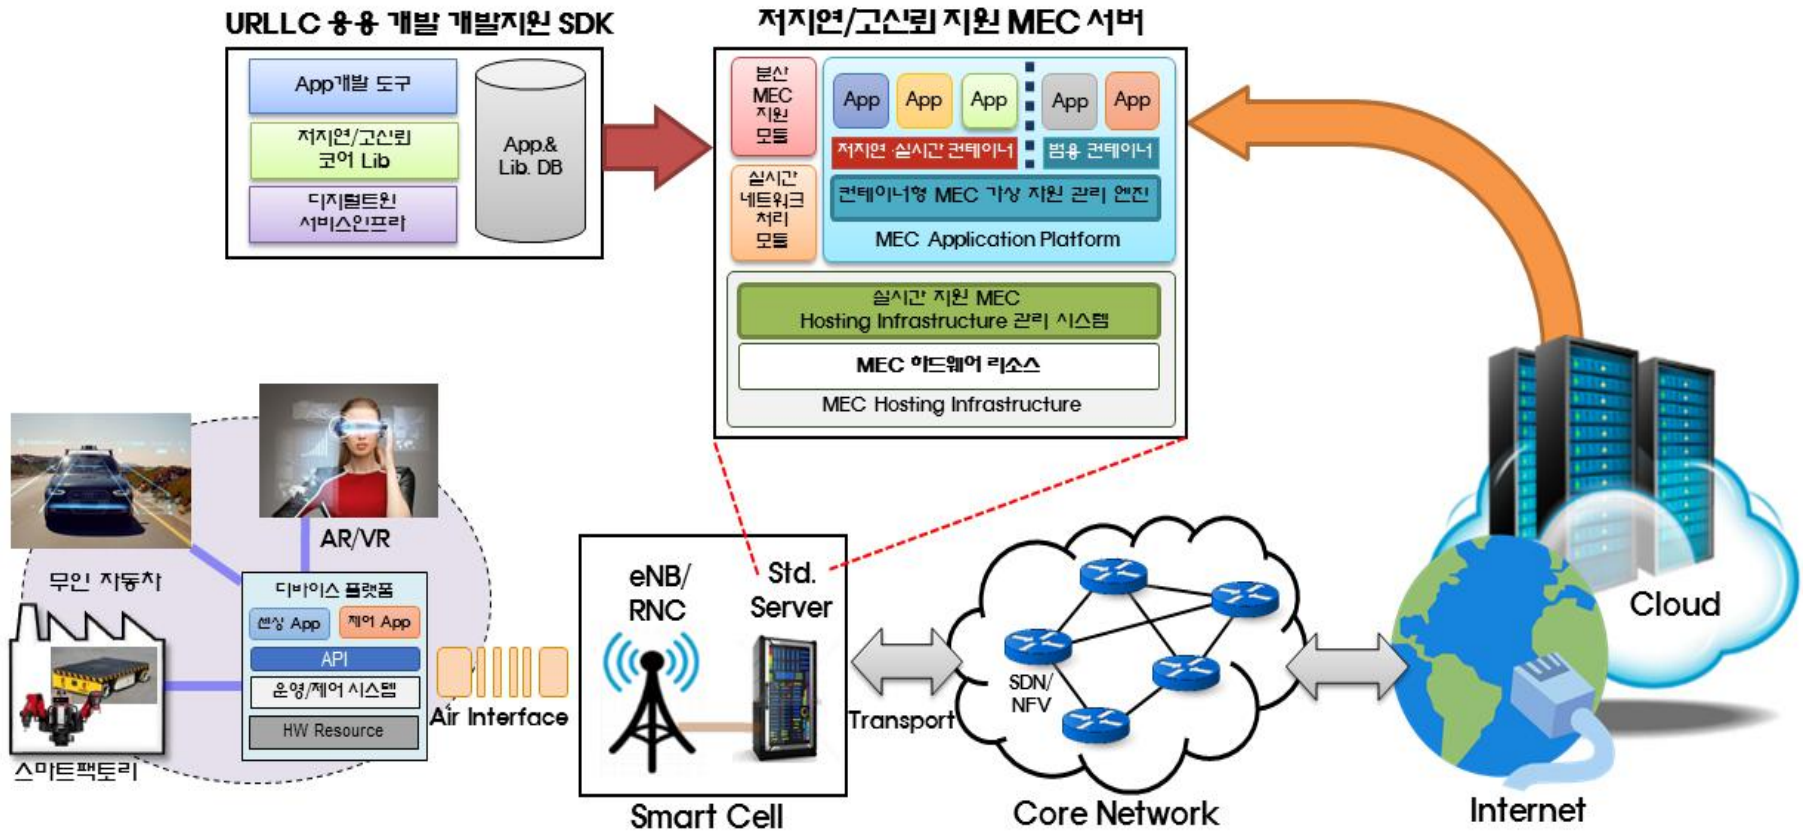 URLLC 응용 개발 개발지원 SDK
App개발 도구
저지연/고신뢰
코어 Lib
디지털트윈
서비스인프라
App.&
Lib. DB
저지연/고신뢰 지원 MEC 서버
분산
MEC
지원
모듈
실시간
네트워크
처리
모듈
App
App
App
App
App
저지연·실시간 컨테이너
범용 컨테이너
컨테이너형 MEC 가상 자원 관리 엔진
MEC Application Platform
실시간 지원 MEC
Hosting Infrastructure 관리 시스템
MEC 하드웨어 리소스
MEC Hosting Infrastructure
무인 자동차
AR/VR
스마트팩토리
디바이스 플랫폼
센싱 App
제어 App
API
운영/제어 시스템
HW Resource
Air Interface
eNB/
RNC
Std.
Server
Smart Cell
Transport
SDN/
NFV
Core Network
Cloud
Internet